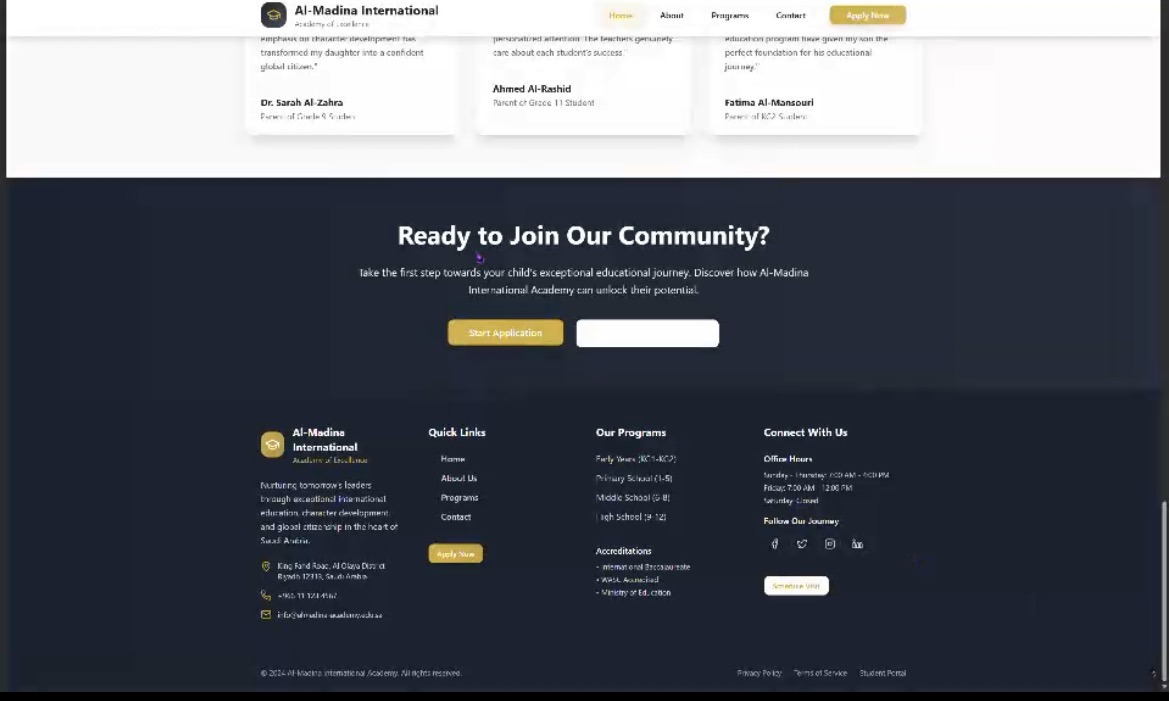 Al-Madina International
Academy of Excellence
Home
About
Programs
Contact
Apply Now
emphasis on character development has
transformed my daughter into a confident
global citizen."
Dr. Sarah Al-Zahra
Parent of Grade 9 Student
personalized attention. The teachers genuinely
care about each student's success."
Ahmed Al-Rashid
Parent of Grade 11 Student
education program have given my son the
perfect foundation for his educational
journey."
Fatima Al-Mansouri
Parent of KG2 Student
Ready to Join Our Community?
Take the first step towards your child's exceptional educational journey. Discover how Al-Madina
International Academy can unlock their potential.
Start Application
Al-Madina
International
Academy of Excellence
Nurturing tomorrow's leaders
through exceptional international
education, character development,
and global citizenship in the heart of
Saudi Arabia.
King Fahd Road, Al Olaya District
Riyadh 12313, Saudi Arabia
+966 11 123 4567
info@almadina-academy.edu.sa
Quick Links
Home
About Us
Programs
Contact
Apply Now
Our Programs
Early Years (KG1-KG2)
Primary School (1-5)
Middle School (6-8)
High School (9-12)
Accreditations
• International Baccalaureate
• WASC Accredited
• Ministry of Education
Connect With Us
Office Hours
Sunday - Thursday: 7:00 AM - 4:00 PM
Friday: 7:00 AM - 12:00 PM
Saturday: Closed
Follow Our Journey
Schedule Visit
© 2024 Al-Madina International Academy. All rights reserved.
Privacy Policy
Terms of Service
Student Portal